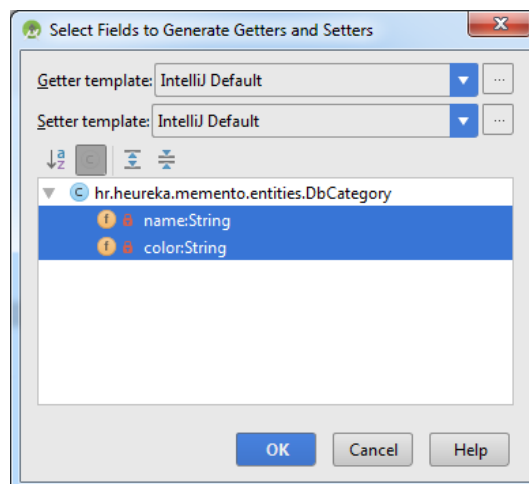 Select Fields to Generate Getters and Setters
Getter template: IntelliJ Default
Setter template: IntelliJ Default
hr.heureka.memento.entities.DbCategory
name:String
color:String
OK Cancel Help